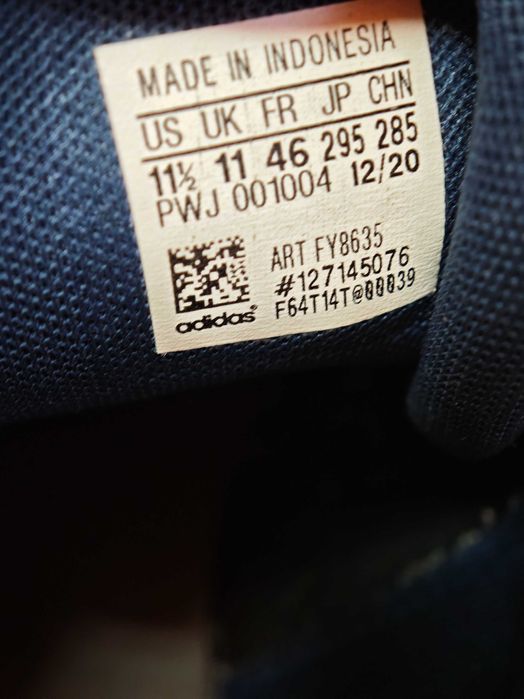 MADE IN INDONESIA
US UK FR JP CHN
11½ 11 46 295 285
PWJ 001004 12/20
ART FY8635
#127145076
F64T14T@00039
adidas